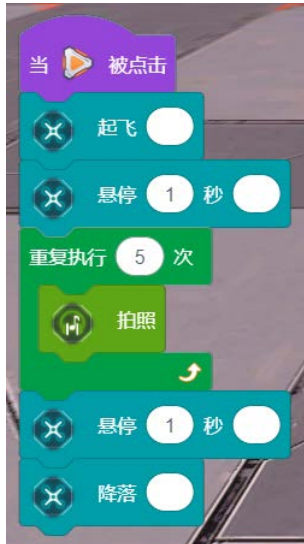 当 被点击
起飞
悬停 1 秒
重复执行 5 次
拍照
悬停 1 秒
降落